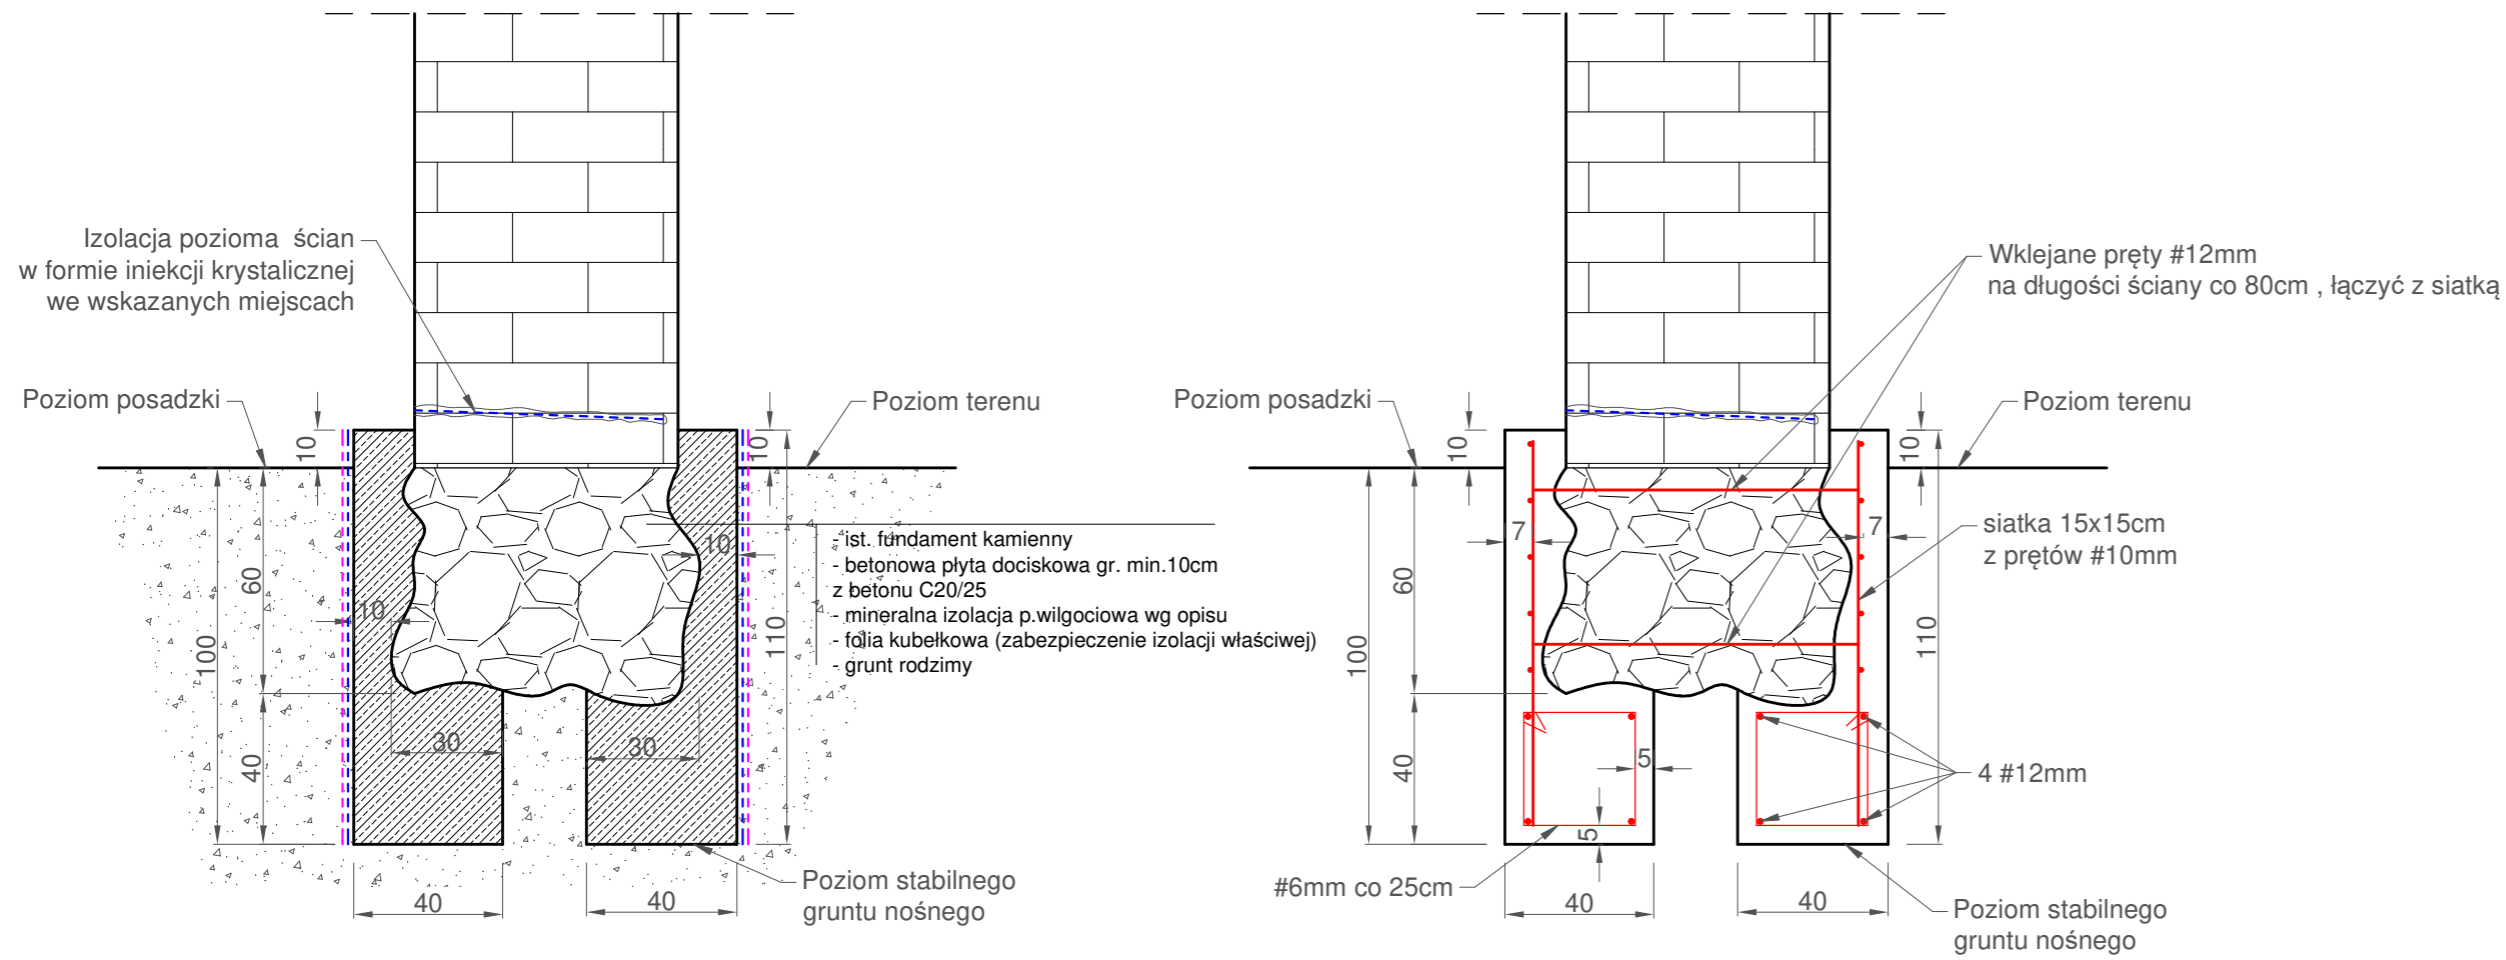 Izolacja pozioma ścian
w formie iniekcji krystalicznej
we wskazanych miejscach
Poziom posadzki
Poziom terenu
10
10
- ist. fundament kamienny
- betonowa płyta dociskowa gr. min.10cm
z betonu C20/25
- mineralna izolacja p.wilgociowa wg opisu
- folia kubełkowa (zabezpieczenie izolacji właściwej)
- grunt rodzimy
10
10
60
100
110
40
30
30
40
40
Poziom stabilnego
gruntu nośnego
Wklejane pręty #12mm
na długości ściany co 80cm , łączyć z siatką
Poziom posadzki
Poziom terenu
10
10
7
7
siatka 15x15cm
z prętów #10mm
60
100
110
40
5
5
4 #12mm
#6mm co 25cm
40
40
Poziom stabilnego
gruntu nośnego